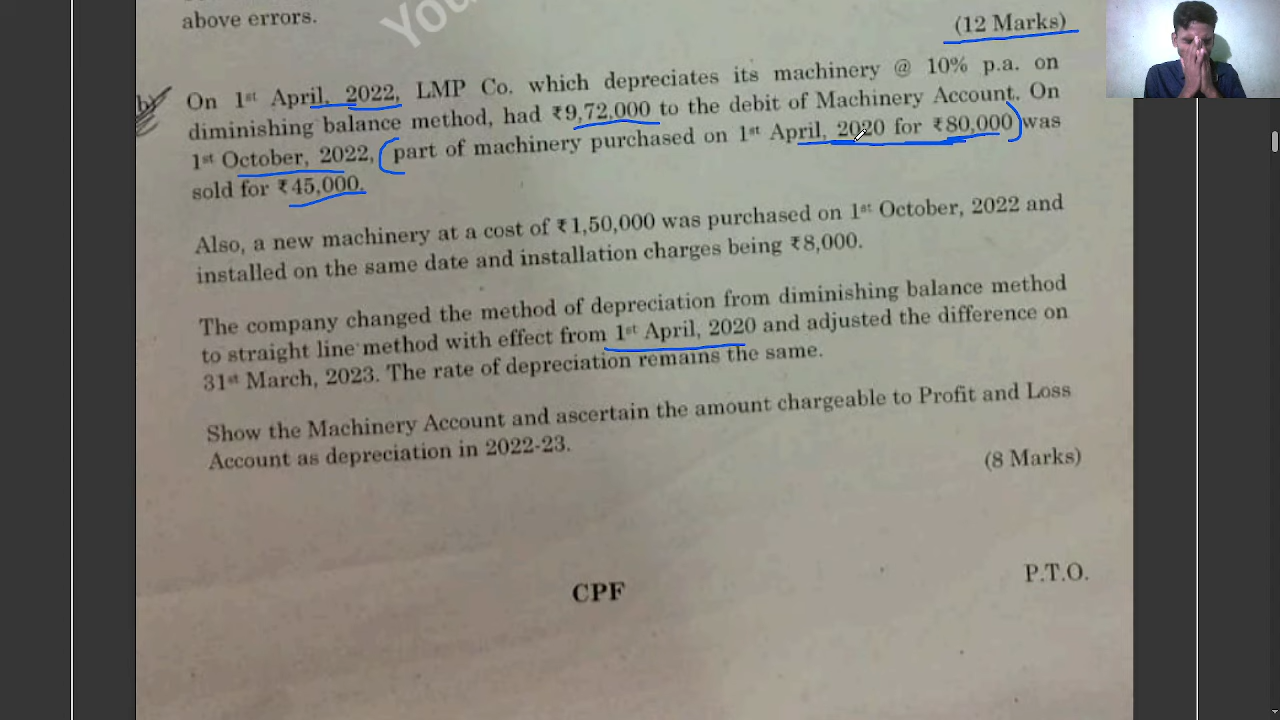 You
above errors.
(12 Marks)
b) On 1st April, 2022, LMP Co. which depreciates its machinery @ 10% p.a. on
diminishing balance method, had ₹9,72,000 to the debit of Machinery Account. On
1st October, 2022, part of machinery purchased on 1st April, 2020 for ₹80,000 was
sold for ₹45,000.
Also, a new machinery at a cost of ₹1,50,000 was purchased on 1st October, 2022 and
installed on the same date and installation charges being ₹8,000.
The company changed the method of depreciation from diminishing balance method
to straight line method with effect from 1st April, 2020 and adjusted the difference on
31st March, 2023. The rate of depreciation remains the same.
Show the Machinery Account and ascertain the amount chargeable to Profit and Loss
Account as depreciation in 2022-23.
(8 Marks)
CPF
P.T.O.